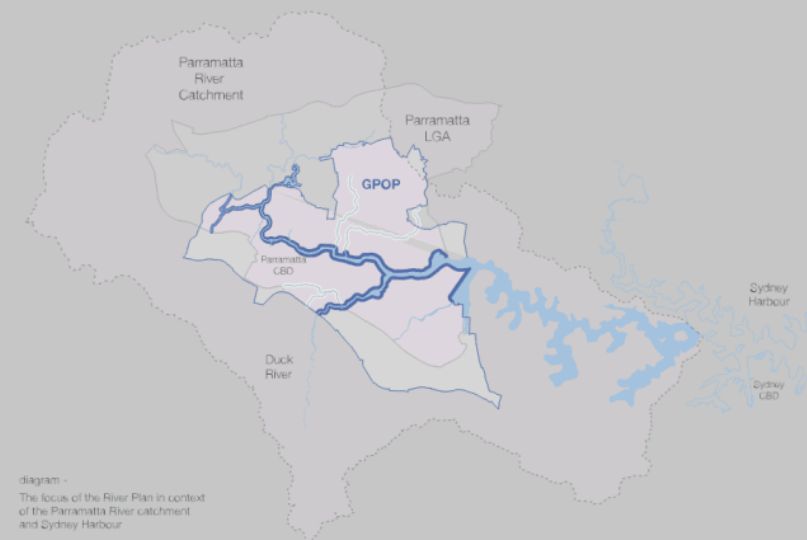 Parramatta
River
Catchment
Parramatta
LGA
GPOP
Parramatta
CBD
Sydney
Harbour
Duck
River
Sydney
CBD
diagram -
The focus of the River Plan in context
of the Parramatta River catchment
and Sydney Harbour